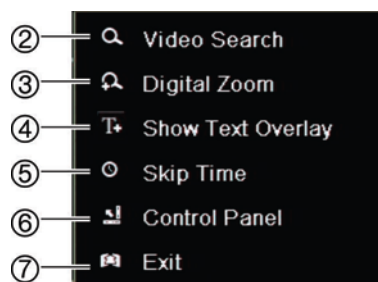 ② Video Search
③ Digital Zoom
④ T+ Show Text Overlay
⑤ Skip Time
⑥ Control Panel
⑦ Exit